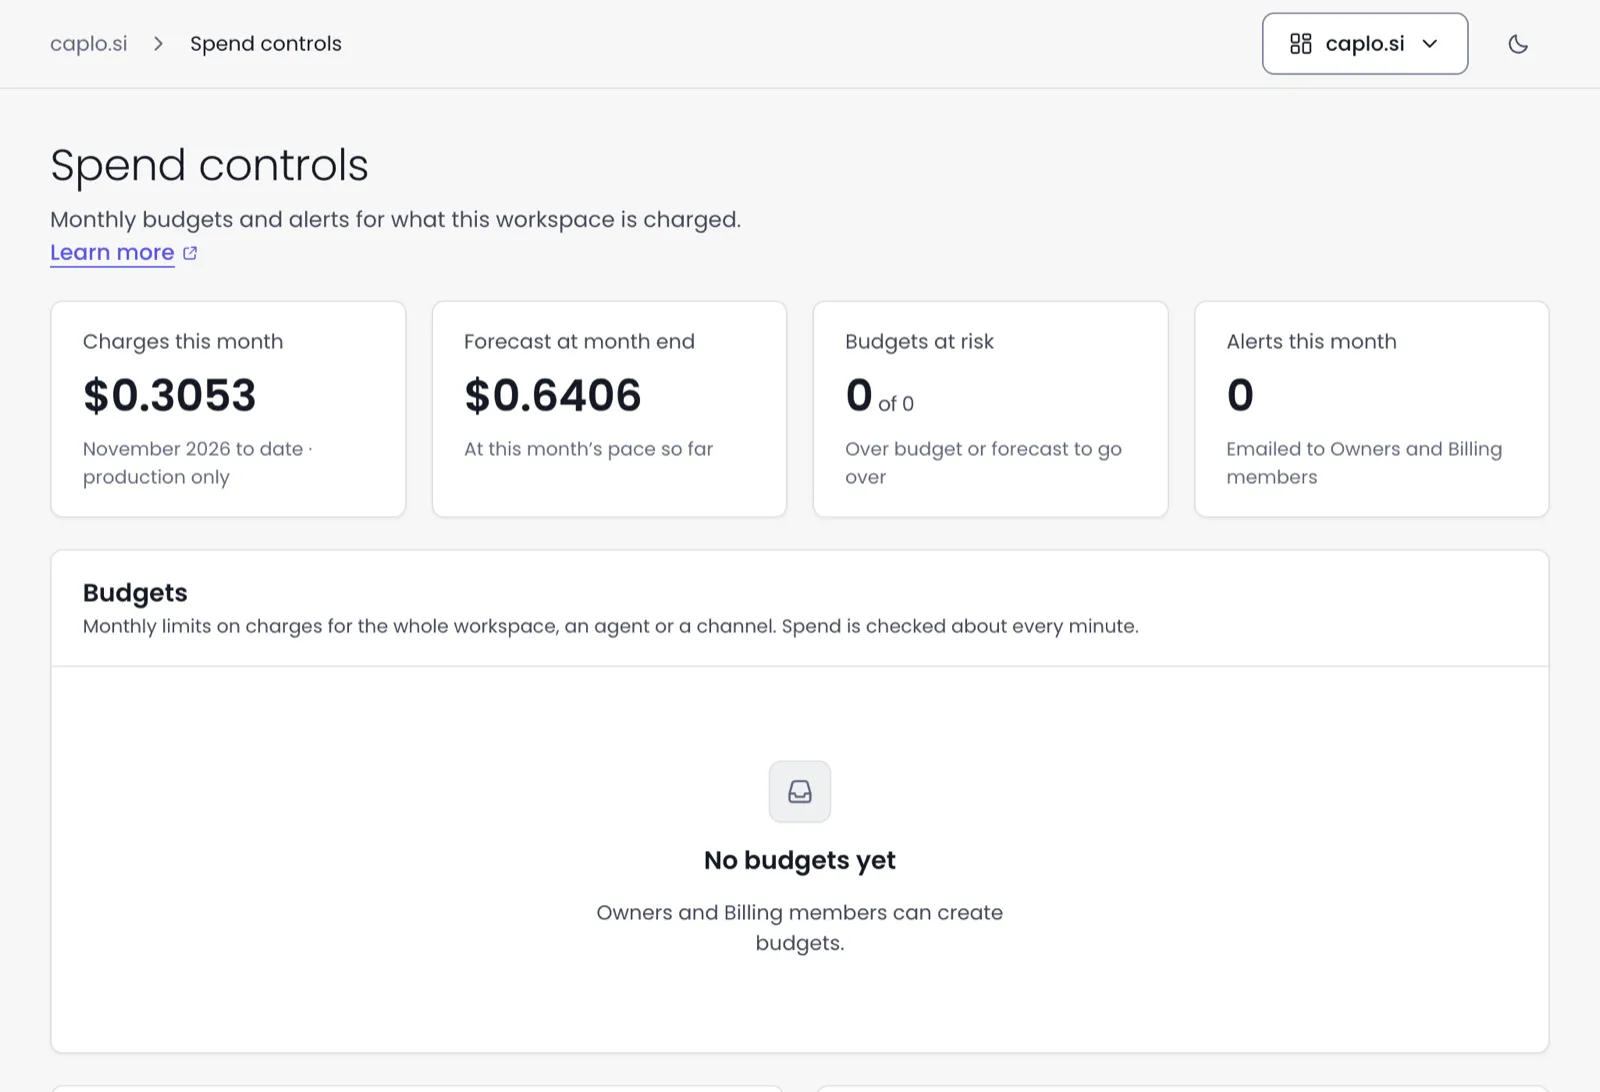 caplo.si > Spend controls
caplo.si
Spend controls
Monthly budgets and alerts for what this workspace is charged.
Learn more
Charges this month
$0.3053
November 2026 to date ·
production only
Forecast at month end
$0.6406
At this month’s pace so far
Budgets at risk
0 of 0
Over budget or forecast to go
over
Alerts this month
0
Emailed to Owners and Billing
members
Budgets
Monthly limits on charges for the whole workspace, an agent or a channel. Spend is checked about every minute.
No budgets yet
Owners and Billing members can create
budgets.